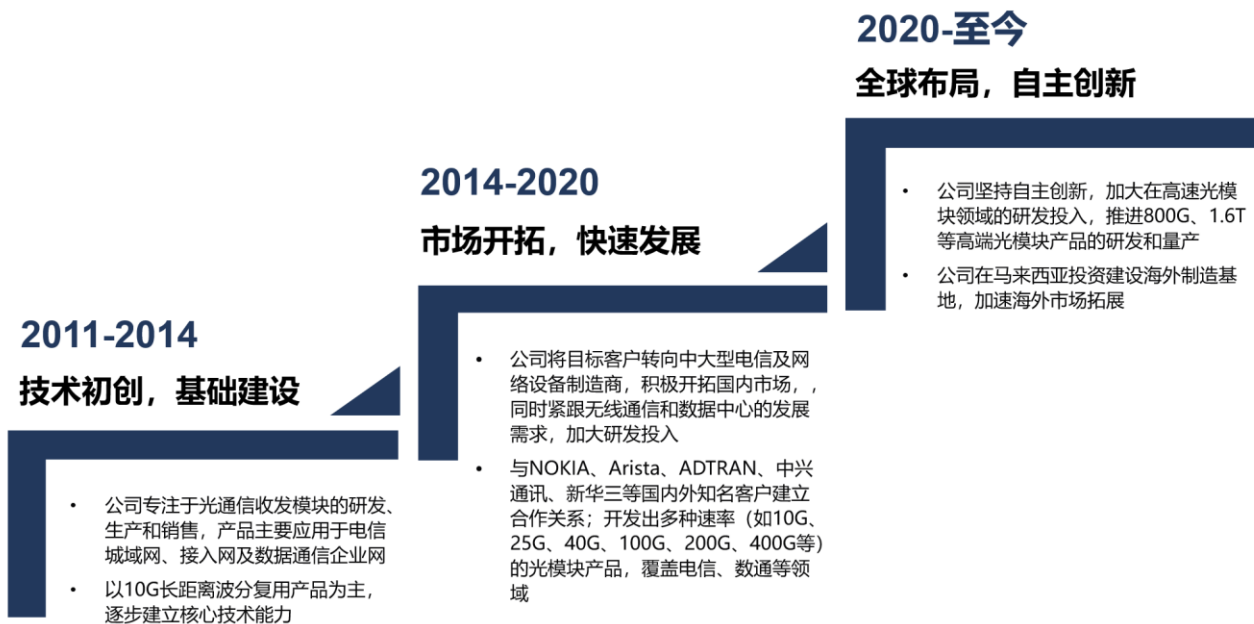 2011-2014
技术初创，基础建设
• 公司专注于光通信收发模块的研发、
生产和销售，产品主要应用于电信
城域网、接入网及数据通信企业网
• 以10G长距离波分复用产品为主，
逐步建立核心技术能力
2014-2020
市场开拓，快速发展
• 公司将目标客户转向中大型电信及网
络设备制造商，积极开拓国内市场，，
同时紧跟无线通信和数据中心的发展
需求，加大研发投入
• 与NOKIA、Arista、ADTRAN、中兴
通讯、新华三等国内外知名客户建立
合作关系；开发出多种速率（如10G、
25G、40G、100G、200G、400G等）
的光模块产品，覆盖电信、数通等领
域
2020-至今
全球布局，自主创新
• 公司坚持自主创新，加大在高速光模
块领域的研发投入，推进800G、1.6T
等高端光模块产品的研发和量产
• 公司在马来西亚投资建设海外制造基
地，加速海外市场拓展